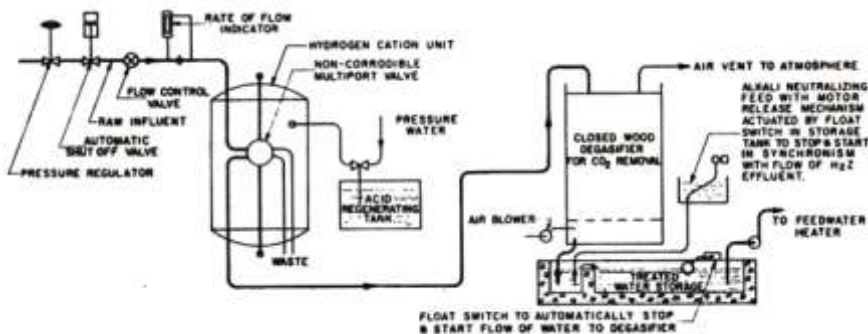 RATE OF FLOW
INDICATOR
HYDROGEN CATION UNIT
NON-CORRODIBLE
MULTIPORT VALVE
FLOW CONTROL
VALVE
RAW INFLUENT
AUTOMATIC
SHUT OFF VALVE
PRESSURE REGULATOR
PRESSURE
WATER
ACID
REGENERATING
TANK
WASTE
AIR VENT TO ATMOSPHERE
CLOSED WOOD
DEGASIFIER
FOR CO2 REMOVAL
ALKALI NEUTRALIZING
FEED WITH MOTOR
RELEASE MECHANISM
ACTUATED BY FLOAT
SWITCH IN STORAGE
TANK TO STOP & START
IN SYNCHRONISM
WITH FLOW OF H2Z
EFFLUENT.
AIR BLOWER
TO FEEDWATER
HEATER
TREATED
WATER STORAGE
FLOAT SWITCH TO AUTOMATICALLY STOP
& START FLOW OF WATER TO DEGASIFIER